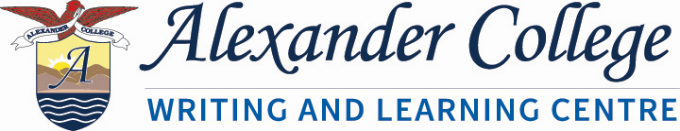 ALEXANDER COLLEGE
A
Alexander College
WRITING AND LEARNING CENTRE